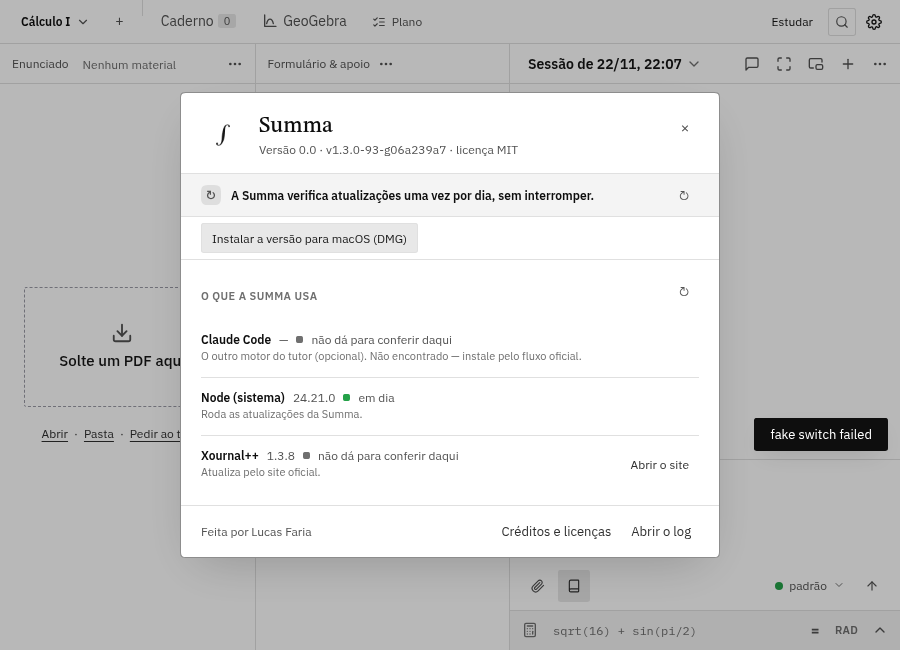 Cálculo I
+
Caderno 0
GeoGebra
Plano
Estudar
Enunciado
Nenhum material
Formulário & apoio
Sessão de 22/11, 22:07
∫
Summa
Versão 0.0 · v1.3.0-93-g06a239a7 · licença MIT
×
↻ A Summa verifica atualizações uma vez por dia, sem interromper. ↻
Instalar a versão para macOS (DMG)
O QUE A SUMMA USA ↻
Claude Code — não dá para conferir daqui
O outro motor do tutor (opcional). Não encontrado — instale pelo fluxo oficial.
Node (sistema) 24.21.0 em dia
Roda as atualizações da Summa.
Xournal++ 1.3.8 não dá para conferir daqui
Atualiza pelo site oficial.
Abrir o site
Feita por Lucas Faria
Créditos e licenças
Abrir o log
Solte um PDF aqu
Abrir · Pasta · Pedir ao t
fake switch failed
padrão
sqrt(16) + sin(pi/2)
= RAD